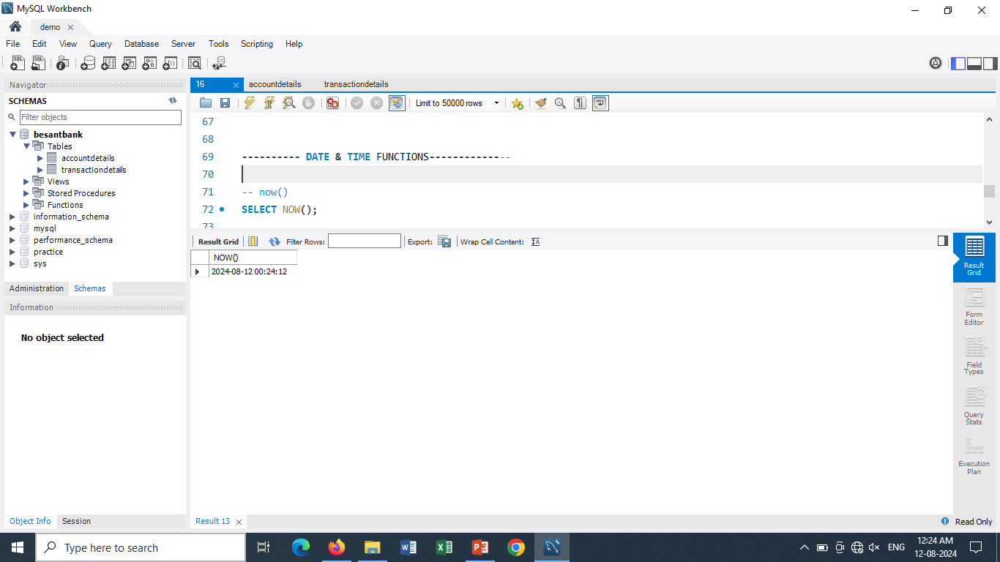 MySQL Workbench
demo
File Edit View Query Database Server Tools Scripting Help
Navigator
SCHEMAS
Filter objects
besantbank
Tables
accountdetails
transactiondetails
Views
Stored Procedures
Functions
information_schema
mysql
performance_schema
practice
sys
Administration Schemas
Information
No object selected
Object Info Session
16 accountdetails transactiondetails
Limit to 50000 rows
67
68
69 ---------- DATE & TIME FUNCTIONS--------------
70
71 -- now()
72 SELECT NOW();
73
Result Grid Filter Rows: Export: Wrap Cell Content:
NOW()
2024-08-12 00:24:12
Result
Grid
Form
Editor
Field
Types
Query
Stats
Execution
Plan
Result 13
Read Only
Type here to search
ENG
12:24 AM
12-08-2024